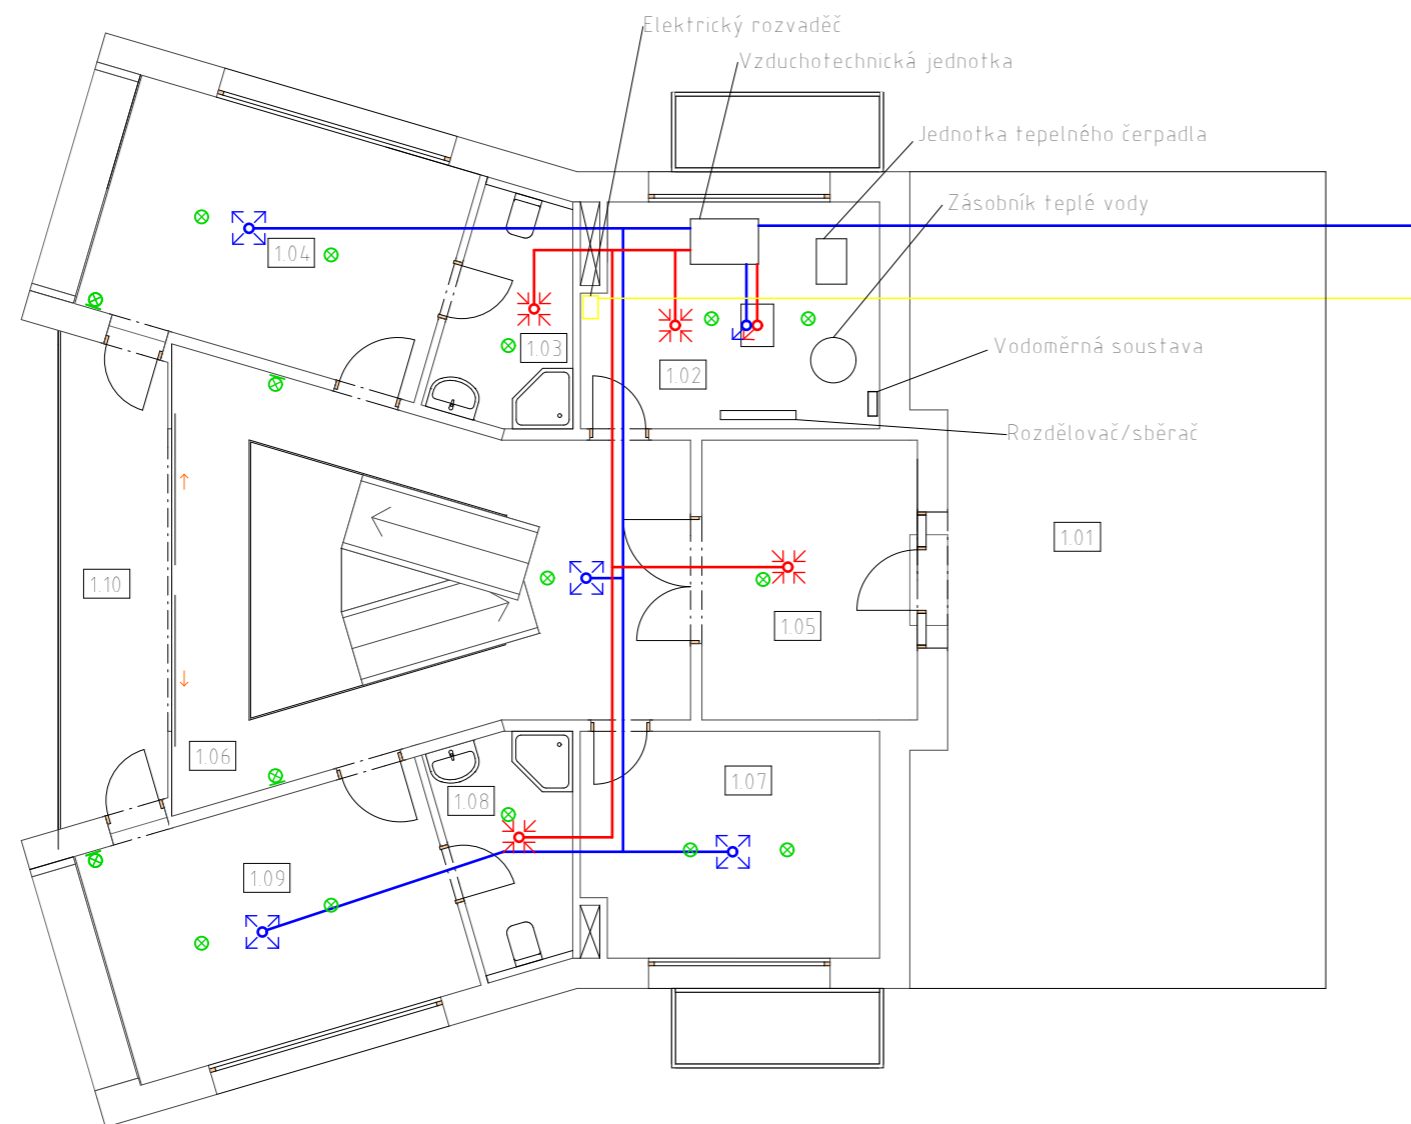 Elektrický rozvaděč
Vzduchotechnická jednotka
Jednotka tepelného čerpadla
Zásobník teplé vody
1.04
1.03
1.02
Vodoměrná soustava
Rozdělovač/sběrač
1.01
1.10
1.05
1.06
1.07
1.08
1.09